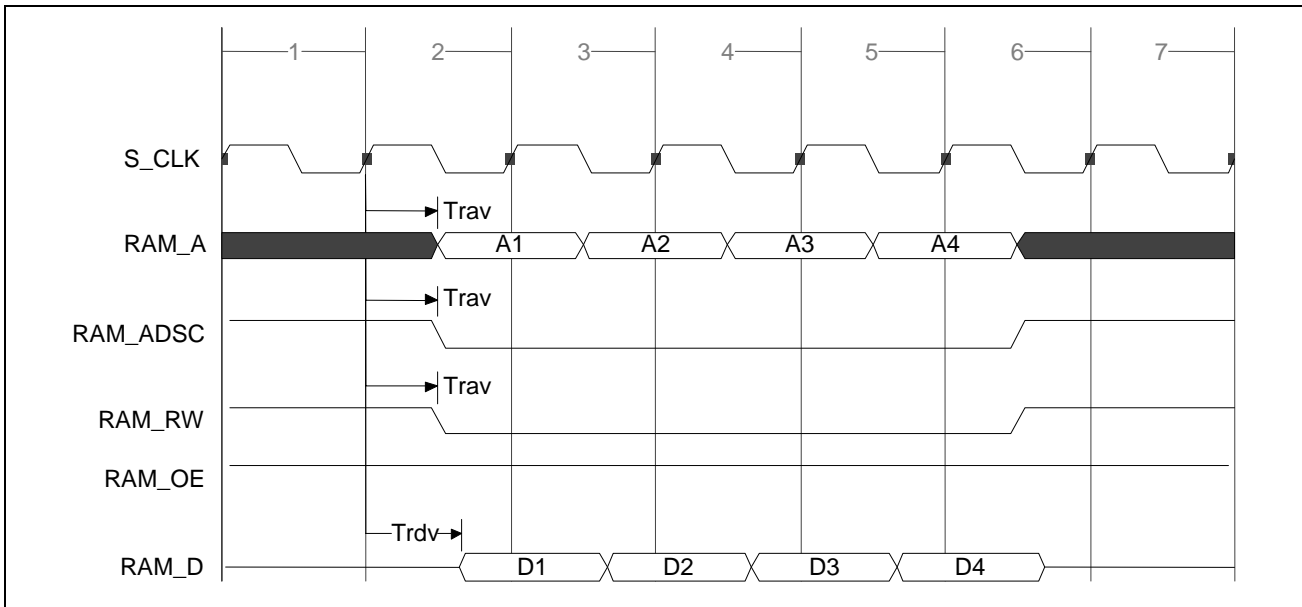 1 2 3 4 5 6 7
S_CLK
Trav
RAM_A A1 A2 A3 A4
Trav
RAM_ADSC
Trav
RAM_RW
RAM_OE
Trdv
RAM_D D1 D2 D3 D4